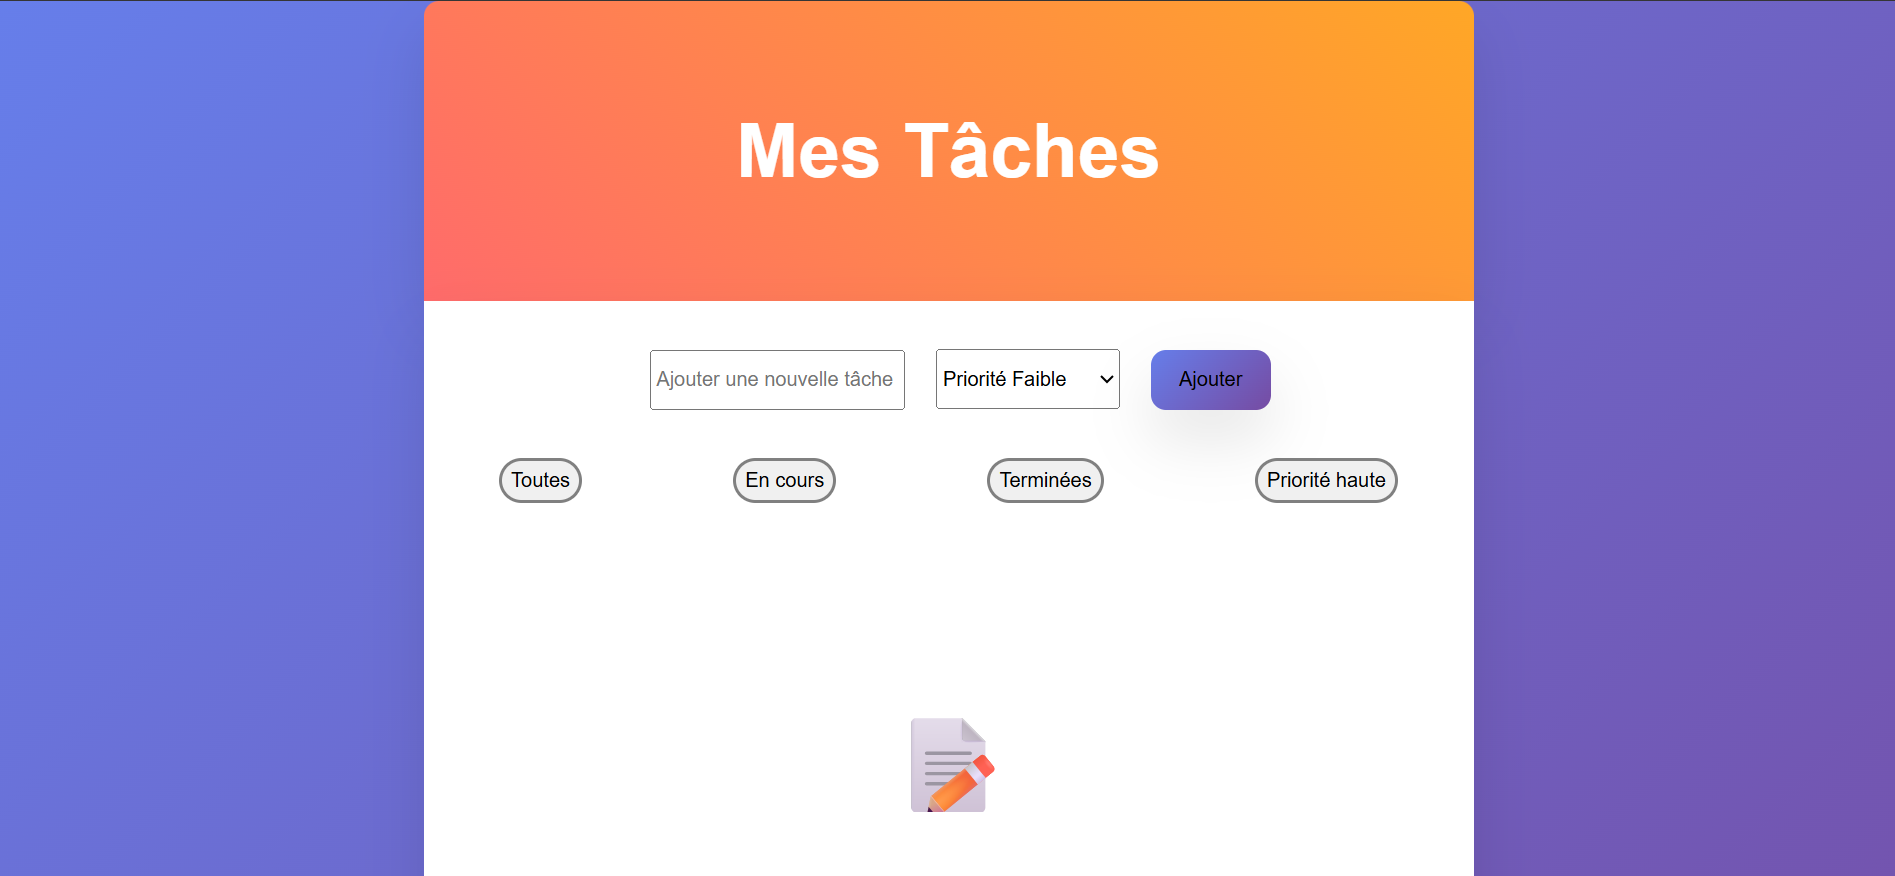 Mes Tâches
Ajouter une nouvelle tâche
Priorité Faible
Ajouter
Toutes
En cours
Terminées
Priorité haute